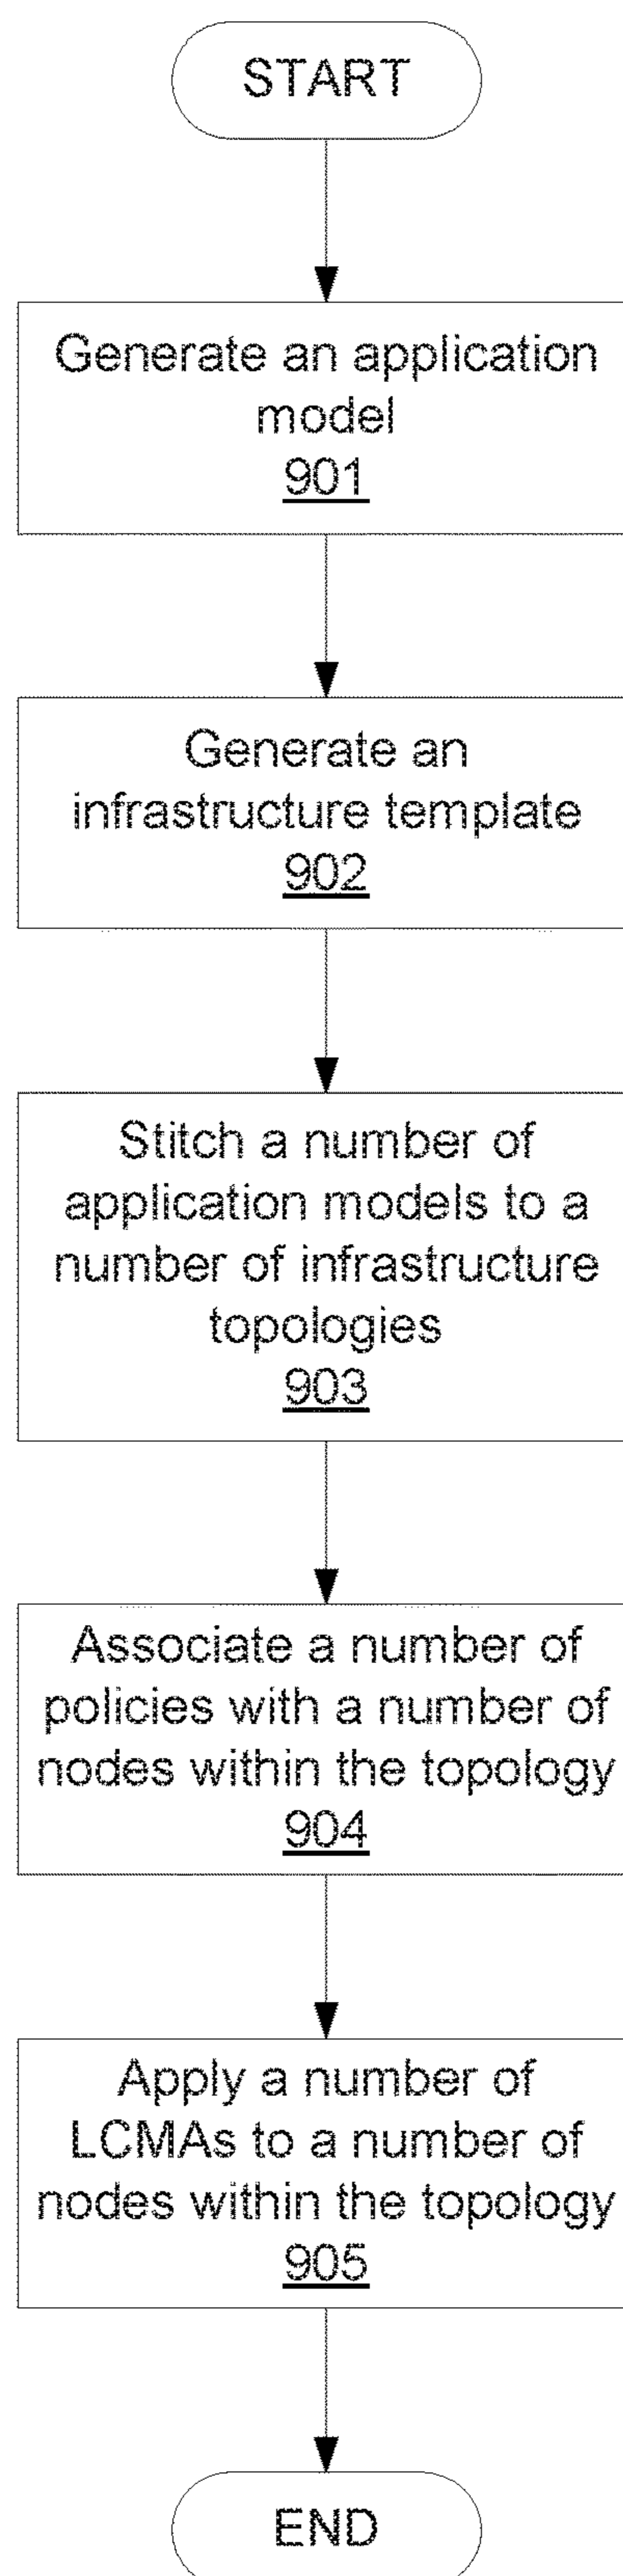 START
Generate an application
model
901
Generate an
infrastructure template
902
Stitch a number of
application models to a
number of infrastructure
topologies
903
Associate a number of
policies with a number of
nodes within the topology
904
Apply a number of
LCMAs to a number of
nodes within the topology
905
END